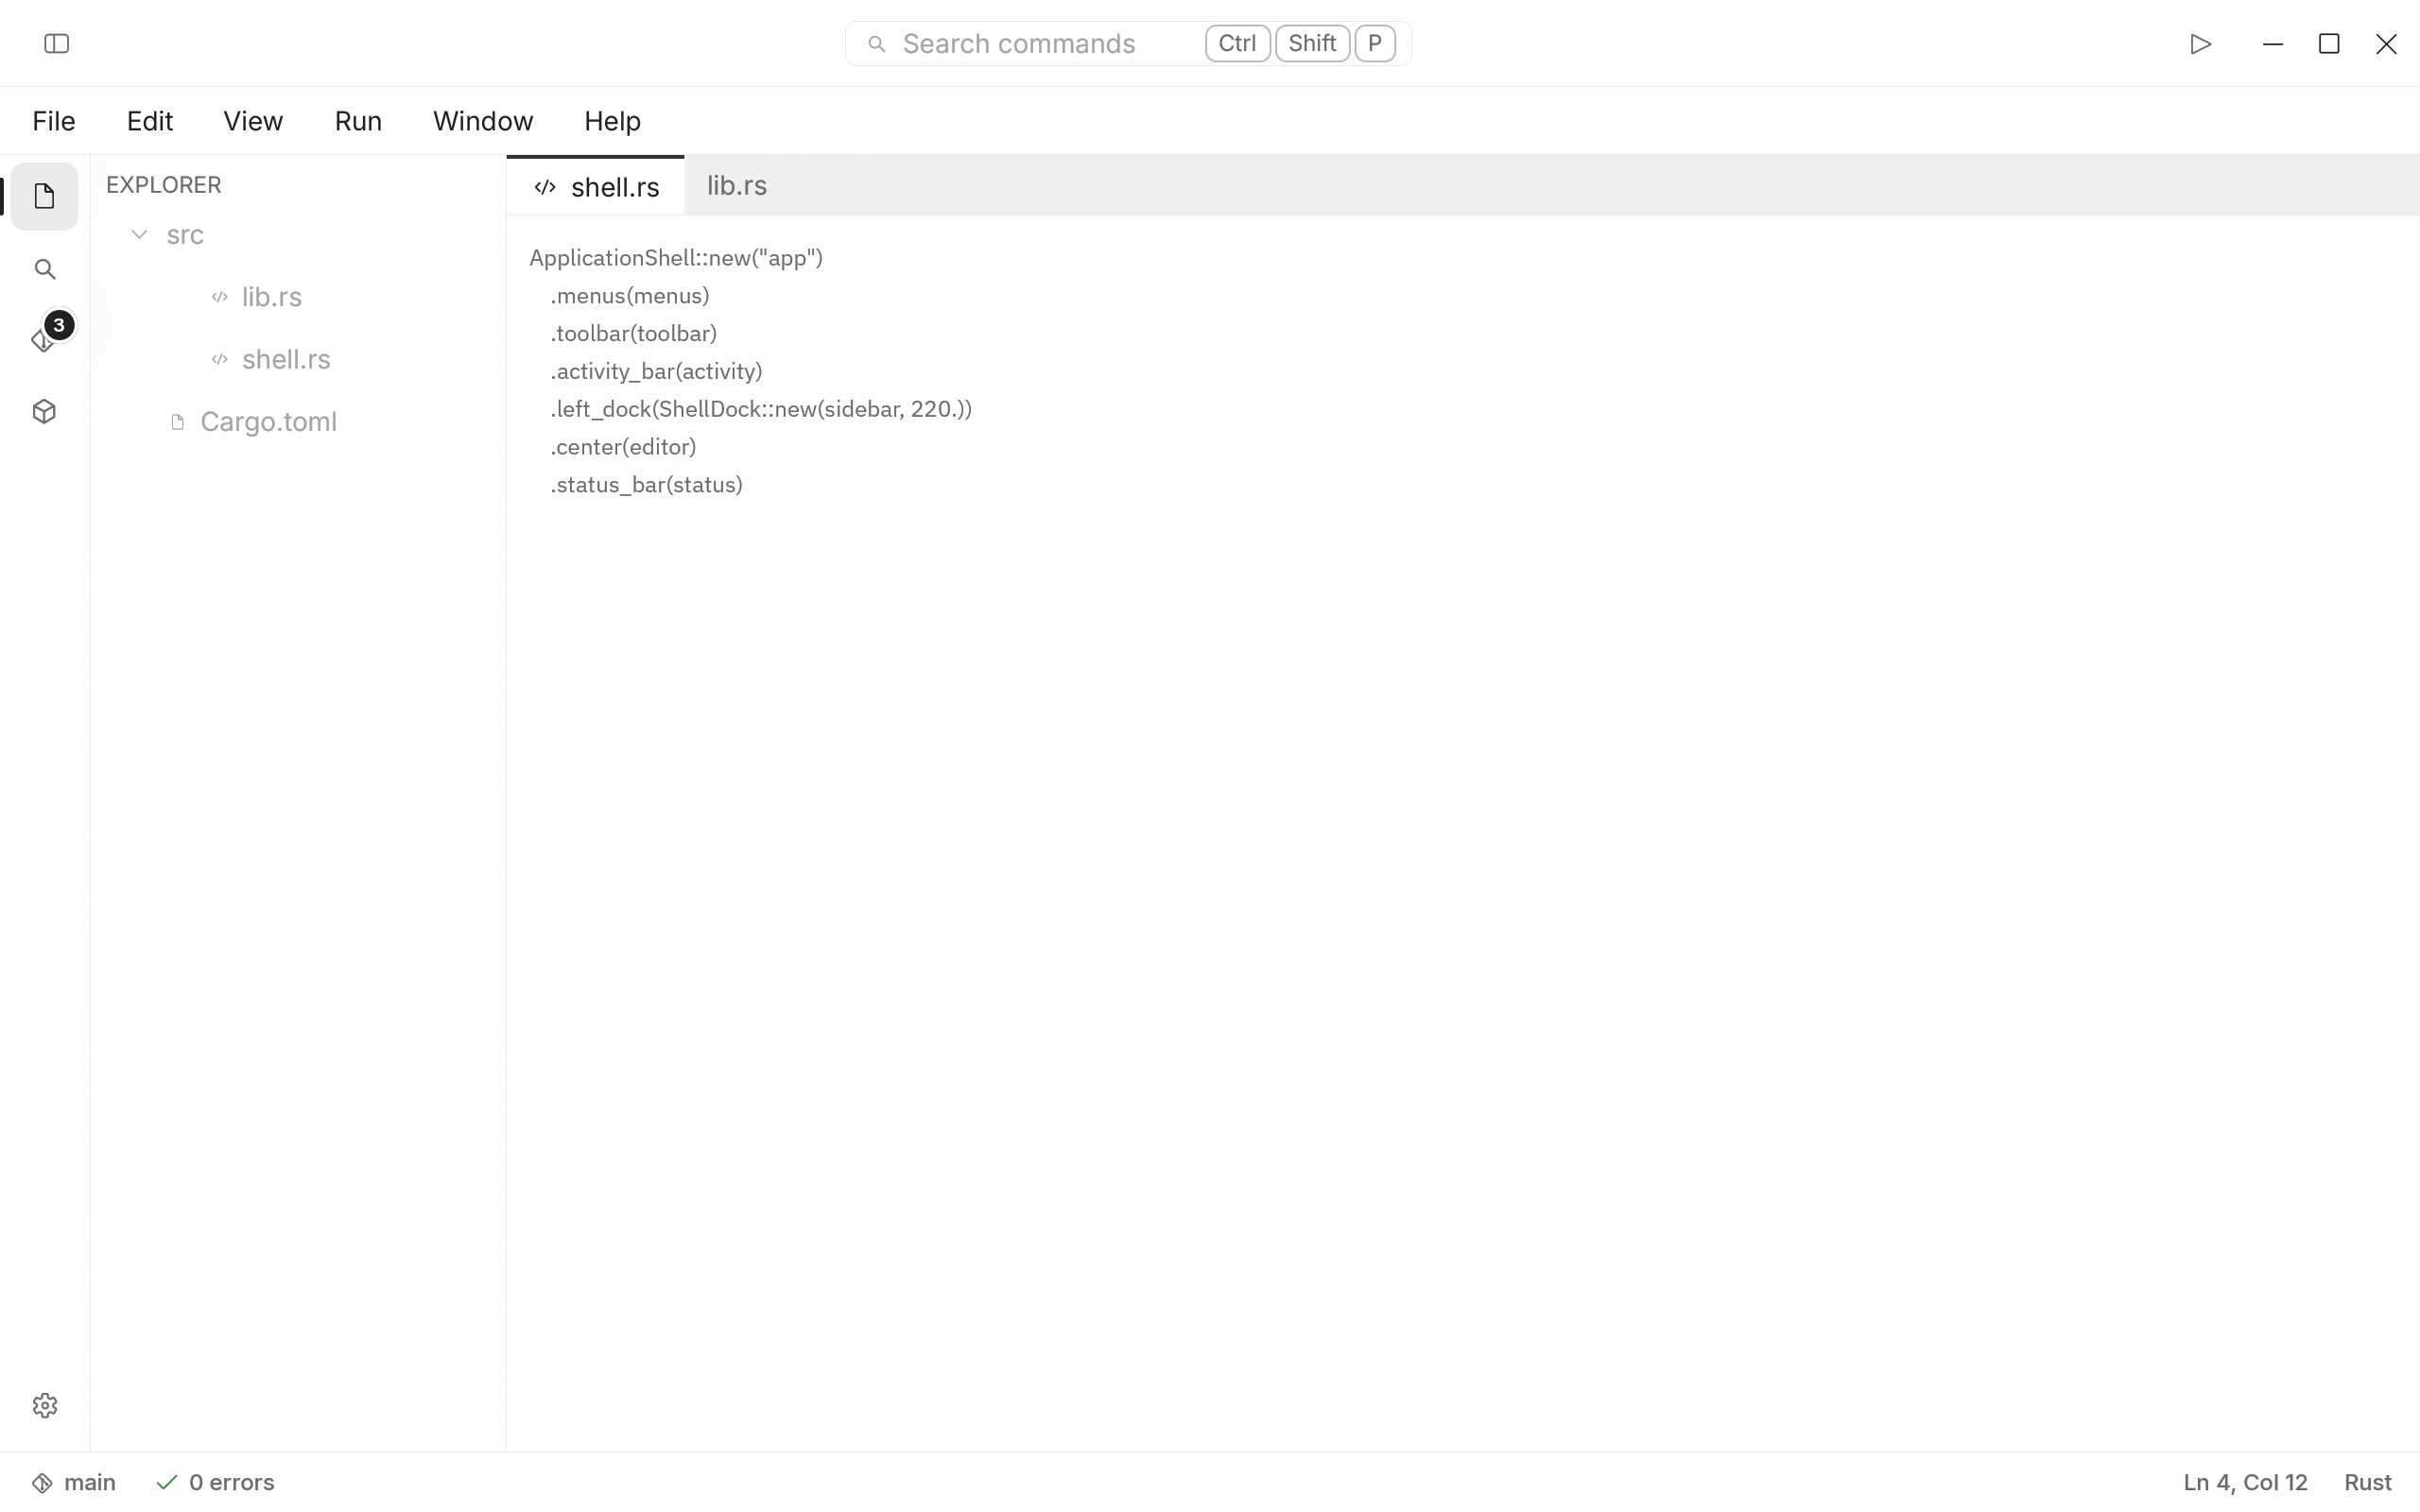 Search commands Ctrl Shift P
File Edit View Run Window Help
EXPLORER
src
lib.rs
shell.rs
Cargo.toml
3
shell.rs lib.rs
ApplicationShell::new("app")
.menus(menus)
.toolbar(toolbar)
.activity_bar(activity)
.left_dock(ShellDock::new(sidebar, 220.))
.center(editor)
.status_bar(status)
main 0 errors Ln 4, Col 12 Rust